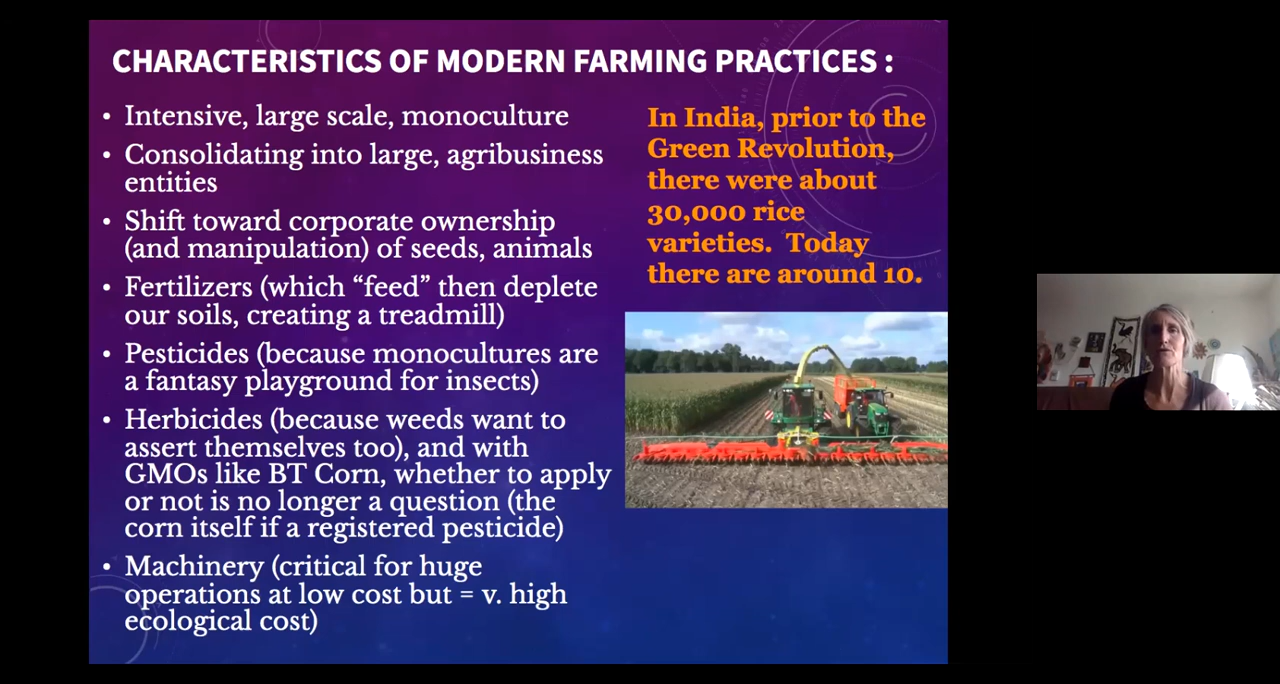 CHARACTERISTICS OF MODERN FARMING PRACTICES :
• Intensive, large scale, monoculture
• Consolidating into large, agribusiness
entities
• Shift toward corporate ownership
(and manipulation) of seeds, animals
• Fertilizers (which “feed” then deplete
our soils, creating a treadmill)
• Pesticides (because monocultures are
a fantasy playground for insects)
• Herbicides (because weeds want to
assert themselves too), and with
GMOs like BT Corn, whether to apply
or not is no longer a question (the
corn itself if a registered pesticide)
• Machinery (critical for huge
operations at low cost but = v. high
ecological cost)
In India, prior to the
Green Revolution,
there were about
30,000 rice
varieties. Today
there are around 10.